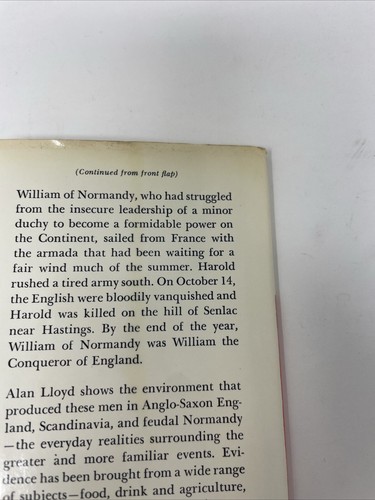 (Continued from front flap)
William of Normandy, who had struggled
from the insecure leadership of a minor
duchy to become a formidable power on
the Continent, sailed from France with
the armada that had been waiting for a
fair wind much of the summer. Harold
rushed a tired army south. On October 14,
the English were bloodily vanquished and
Harold was killed on the hill of Senlac
near Hastings. By the end of the year,
William of Normandy was William the
Conqueror of England.
Alan Lloyd shows the environment that
produced these men in Anglo-Saxon Eng-
land, Scandinavia, and feudal Normandy
—the everyday realities surrounding the
greater and more familiar events. Evi-
dence has been brought from a wide range
of subjects—food, drink and agriculture,